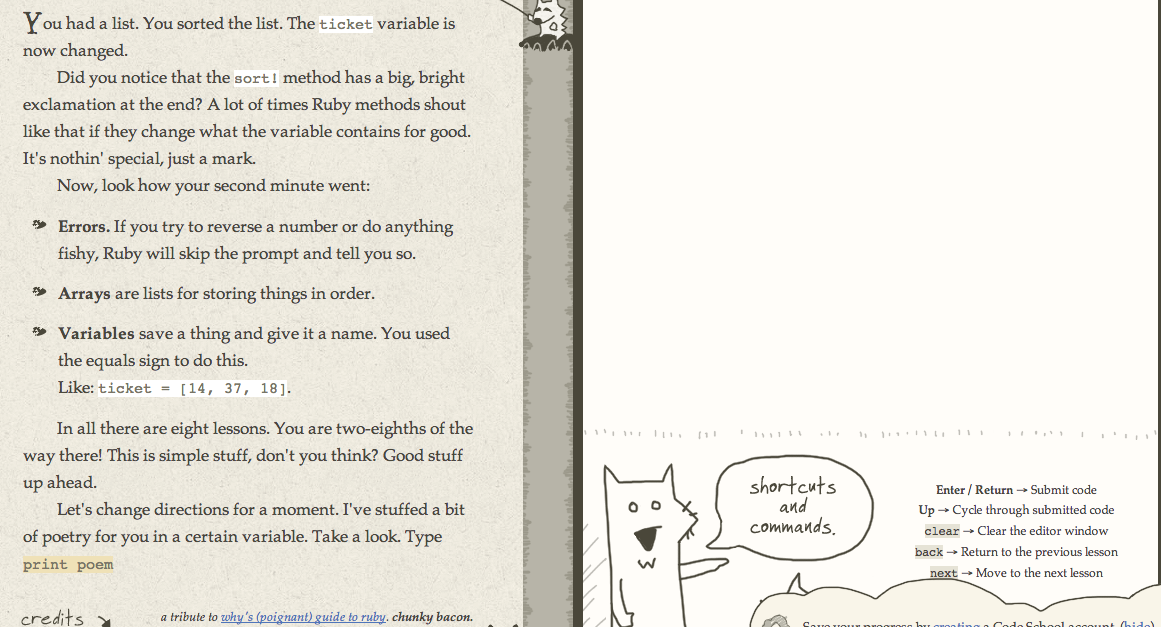 You had a list. You sorted the list. The ticket variable is
now changed.
Did you notice that the sort! method has a big, bright
exclamation at the end? A lot of times Ruby methods shout
like that if they change what the variable contains for good.
It's nothin' special, just a mark.
Now, look how your second minute went:
Errors. If you try to reverse a number or do anything
fishy, Ruby will skip the prompt and tell you so.
Arrays are lists for storing things in order.
Variables save a thing and give it a name. You used
the equals sign to do this.
Like: ticket = [14, 37, 18].
In all there are eight lessons. You are two-eighths of the
way there! This is simple stuff, don't you think? Good stuff
up ahead.
Let's change directions for a moment. I've stuffed a bit
of poetry for you in a certain variable. Take a look. Type
print poem
credits
a tribute to why's (poignant) guide to ruby. chunky bacon.
shortcuts
and
commands.
Enter / Return → Submit code
Up → Cycle through submitted code
clear → Clear the editor window
back → Return to the previous lesson
next → Move to the next lesson
Save your progress by creating a Code School account. (hide)